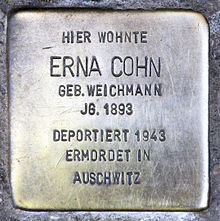 HIER WOHNTE
ERNA COHN
GEB. WEICHMANN
JG. 1893
DEPORTIERT 1943
ERMORDET IN
AUSCHWITZ